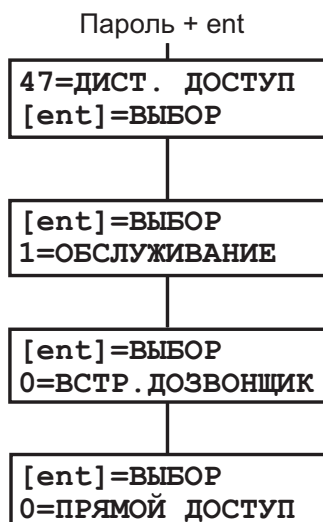 Пароль + ent
47=ДИСТ. ДОСТУП
[ent]=ВЫБОР
[ent]=ВЫБОР
1=ОБСЛУЖИВАНИЕ
[ent]=ВЫБОР
0=ВСТР.ДОЗВОНЩИК
[ent]=ВЫБОР
0=ПРЯМОЙ ДОСТУП